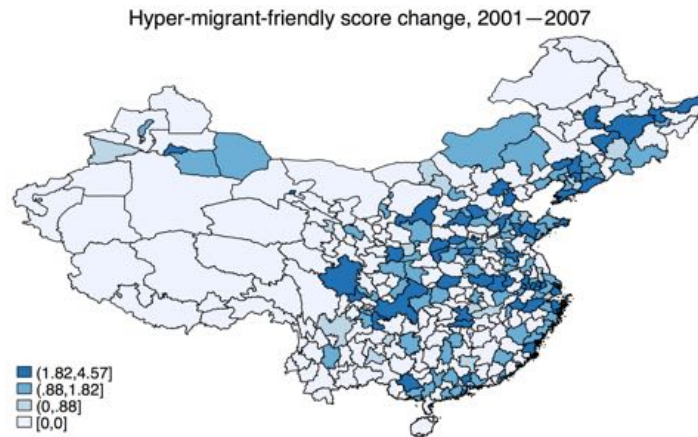 Hyper-migrant-friendly score change, 2001—2007
(1.82,4.57]
(.88,1.82]
(0,.88]
[0,0]